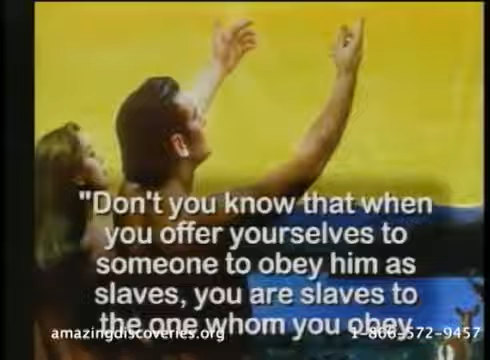 "Don't you know that when
you offer yourselves to
someone to obey him as
slaves, you are slaves to
the one whom you obey
amazingdiscoveries.org 1-866-572-9457